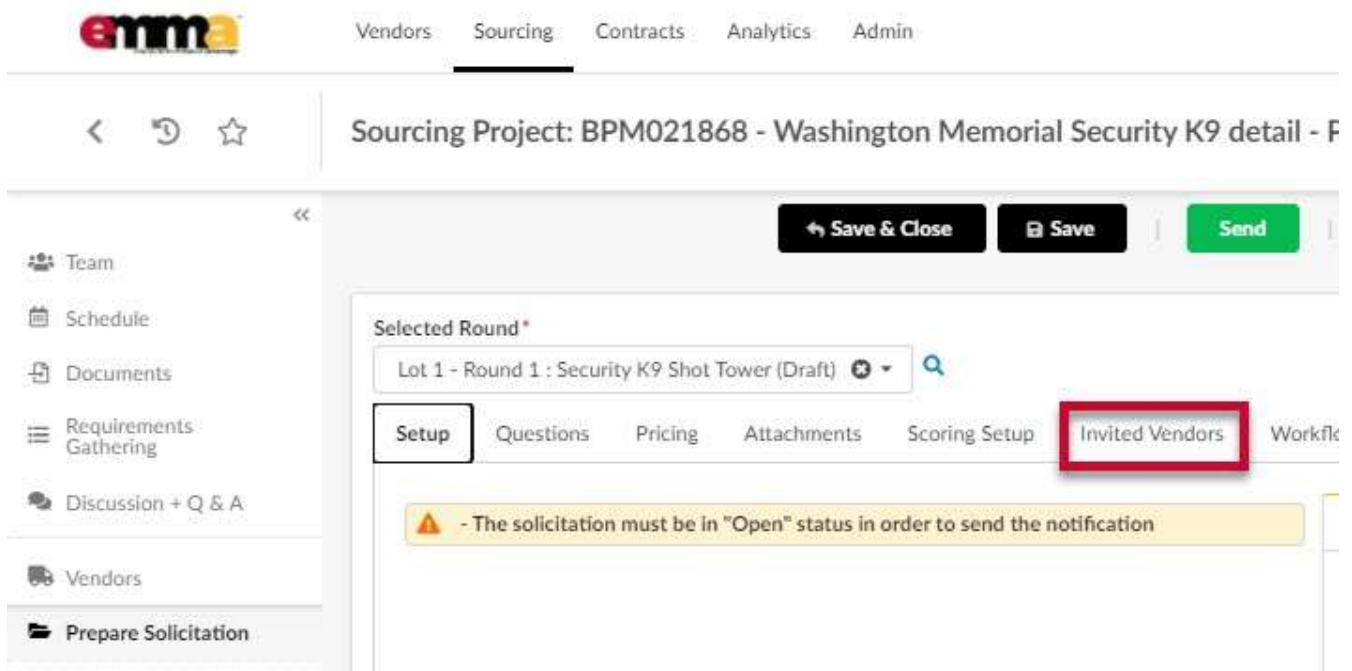 emma
Vendors Sourcing Contracts Analytics Admin
Sourcing Project: BPM021868 - Washington Memorial Security K9 detail -
Save & Close Save Send
Team
Schedule
Documents
Requirements
Gathering
Discussion + Q & A
Vendors
Prepare Solicitation
Selected Round*
Lot 1 - Round 1 : Security K9 Shot Tower (Draft)
Setup Questions Pricing Attachments Scoring Setup Invited Vendors Workflo
- The solicitation must be in "Open" status in order to send the notification